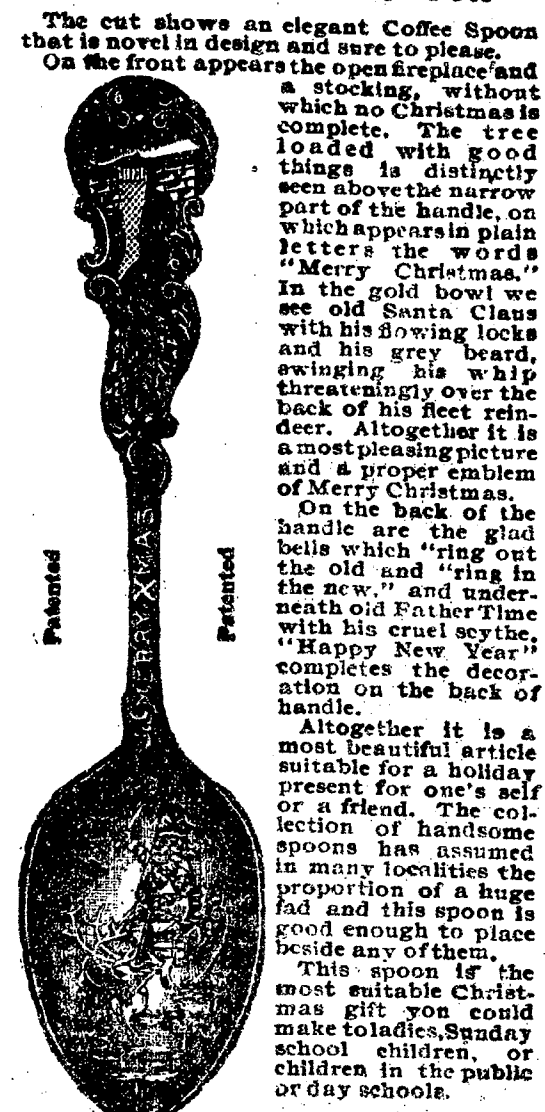 The cut shows an elegant Coffee Spoon
that is novel in design and sure to please.
On the front appears the open fireplace and
a stocking, without
which no Christmas is
complete. The tree
loaded with good
things is distinctly
seen above the narrow
part of the handle, on
which appears in plain
letters the words
"Merry Christmas."
In the gold bowl we
see old Santa Claus
with his flowing locks
and his grey beard,
swinging his whip
threateningly over the
back of his fleet rein-
deer. Altogether it is
a most pleasing picture
and a proper emblem
of Merry Christmas.
On the back of the
handle are the glad
bells which "ring out
the old and "ring in
the new," and under-
neath old Father Time
with his cruel scythe.
"Happy New Year"
completes the decor-
ation on the back of
handle.
Altogether it is a
most beautiful article
suitable for a holiday
present for one's self
or a friend. The col-
lection of handsome
spoons has assumed
in many localities the
proportion of a huge
fad and this spoon is
good enough to place
beside any of them.
This spoon is the
most suitable Christ-
mas gift you could
make to ladies, Sunday
school children, or
children in the public
or day schools.
Patented
MERRY XMAS
Patented